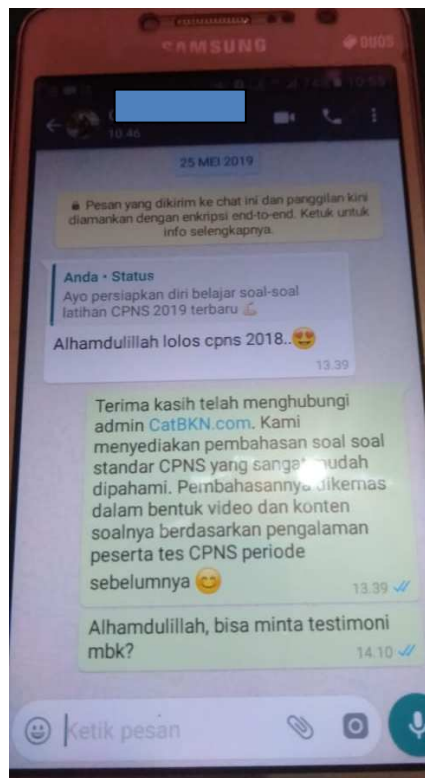 SAMSUNG
DUOS
10.55
10.46
25 MEI 2019
Pesan yang dikirim ke chat ini dan panggilan kini
diamankan dengan enkripsi end-to-end. Ketuk untuk
info selengkapnya.
Anda • Status
Ayo persiapkan diri belajar soal-soal
latihan CPNS 2019 terbaru 💪
Alhamdulillah lolos cpns 2018..😍
13.39
Terima kasih telah menghubungi
admin CatBKN.com. Kami
menyediakan pembahasan soal soal
standar CPNS yang sangat mudah
dipahami. Pembahasannya dikemas
dalam bentuk video dan konten
soalnya berdasarkan pengalaman
peserta tes CPNS periode
sebelumnya 😊
13.39
Alhamdulillah, bisa minta testimoni
mbk?
14.10
Ketik pesan